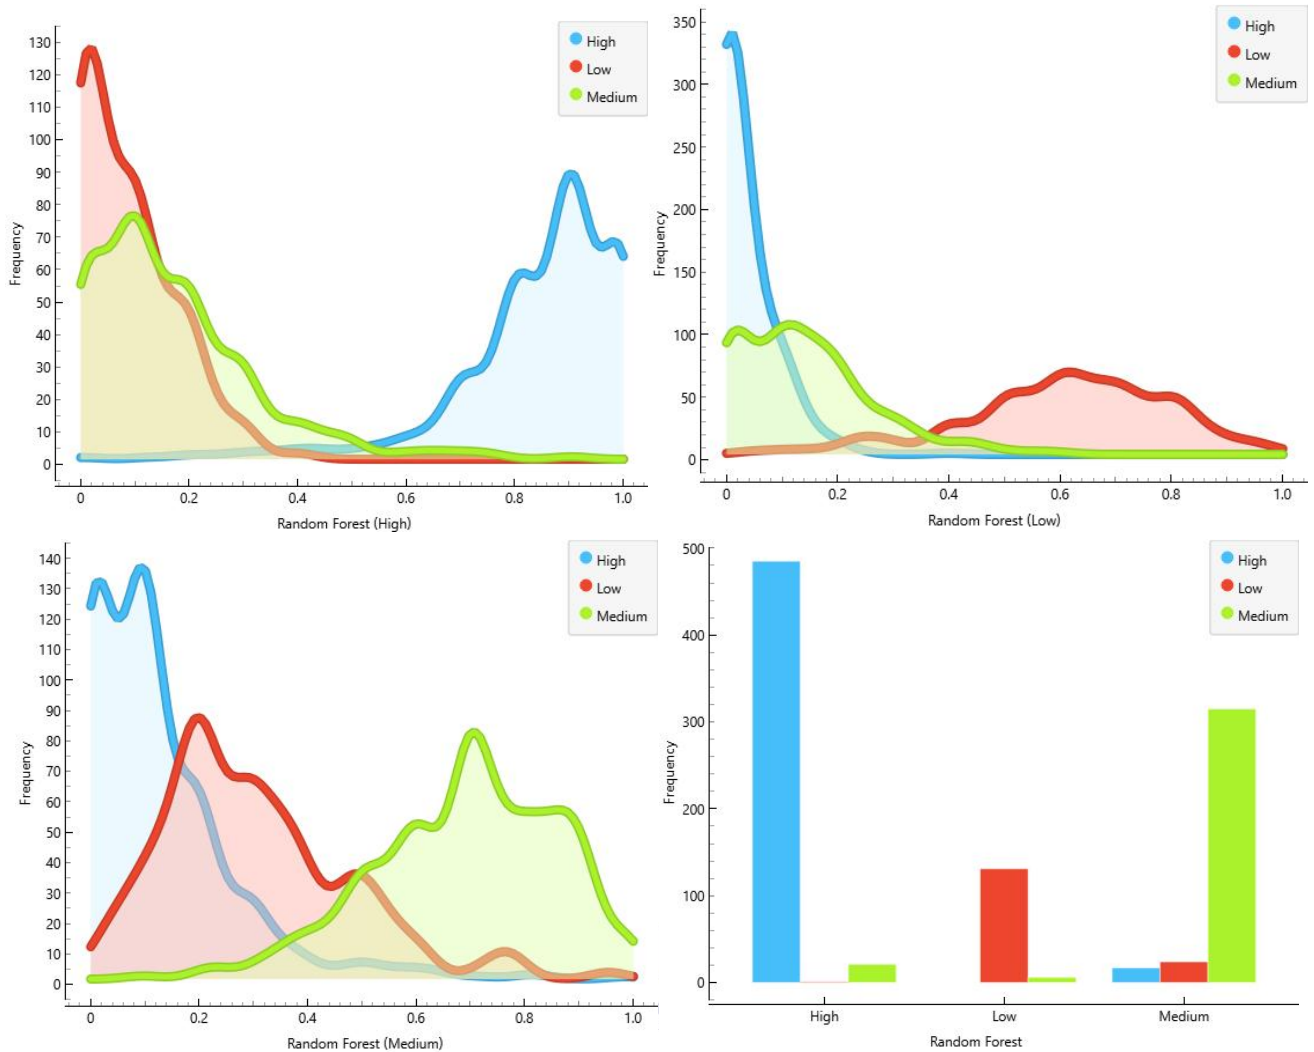 130
120
110
100
90
80
70
60
50
40
30
20
10
0
Frequency
0 0.2 0.4 0.6 0.8 1.0
Random Forest (High)
High
Low
Medium
350
300
250
200
150
100
50
0
Frequency
0 0.2 0.4 0.6 0.8 1.0
Random Forest (Low)
High
Low
Medium
140
130
120
110
100
90
80
70
60
50
40
30
20
10
0
Frequency
0 0.2 0.4 0.6 0.8 1.0
Random Forest (Medium)
High
Low
Medium
500
400
300
200
100
0
Frequency
High Low Medium
Random Forest
High
Low
Medium